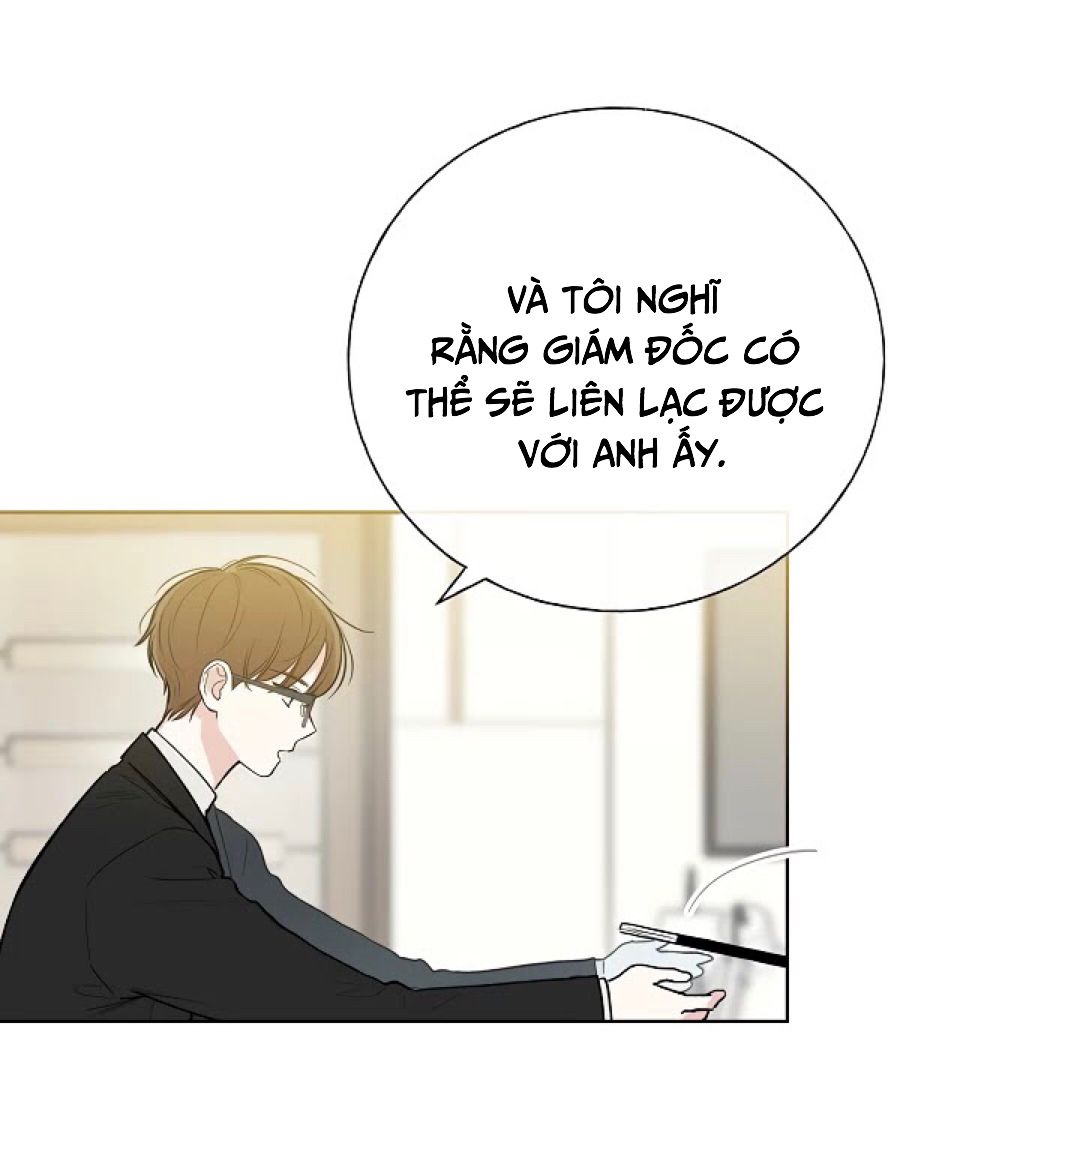 VÀ TÔI NGHĨ
RẰNG GIÁM ĐỐC CÓ
THỂ SẼ LIÊN LẠC ĐƯỢC
VỚI ANH ẤY.